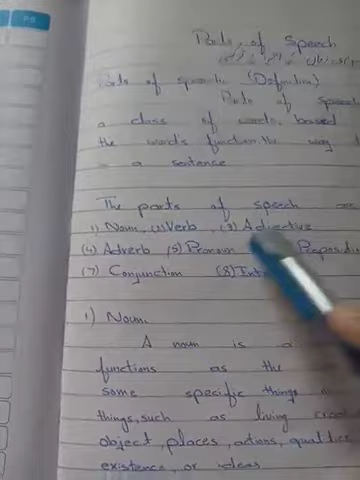 Parts of Speech
Parts of speech (Definition)
Parts of speech
a class of words, based
the word's function, the way
a sentence
The parts of speech are
1) Noun, (2) Verb, (3) Adjective
(4) Adverb (5) Pronoun
(7) Conjunction (8)
1) Noun.
A noun is a
functions as the
some specific things
things, such as living
object, places, actions, qualities
existence, or ideas